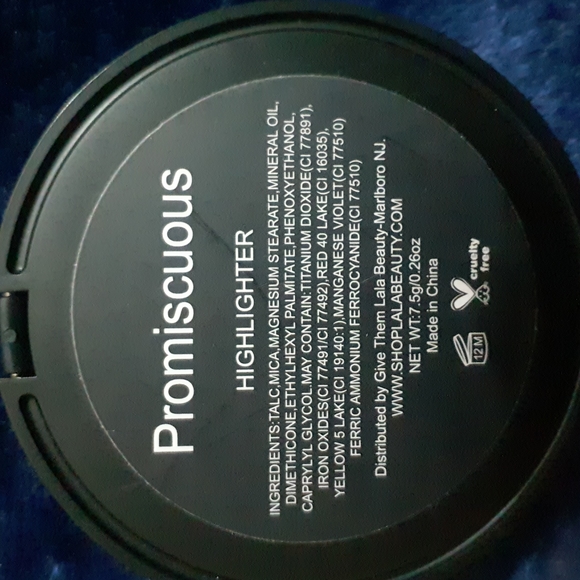 Promiscuous
HIGHLIGHTER
INGREDIENTS:TALC,MICA,MAGNESIUM STEARATE,MINERAL OIL,
DIMETHICONE,ETHYLHEXYL PALMITATE,PHENOXYETHANOL,
CAPRYLYL GLYCOL.MAY CONTAIN:TITANIUM DIOXIDE(CI 77891),
IRON OXIDES(CI 77491/CI 77492),RED 40 LAKE(CI 16035),
YELLOW 5 LAKE(CI 19140:1),MANGANESE VIOLET(CI 77510)
FERRIC AMMONIUM FERROCYANIDE(CI 77510)
Distributed by Give Them Lala Beauty-Marlboro NJ.
WWW.SHOPLALABEAUTY.COM
NET WT:7.5g/0.26oz
Made in China
12M
cruelty
free